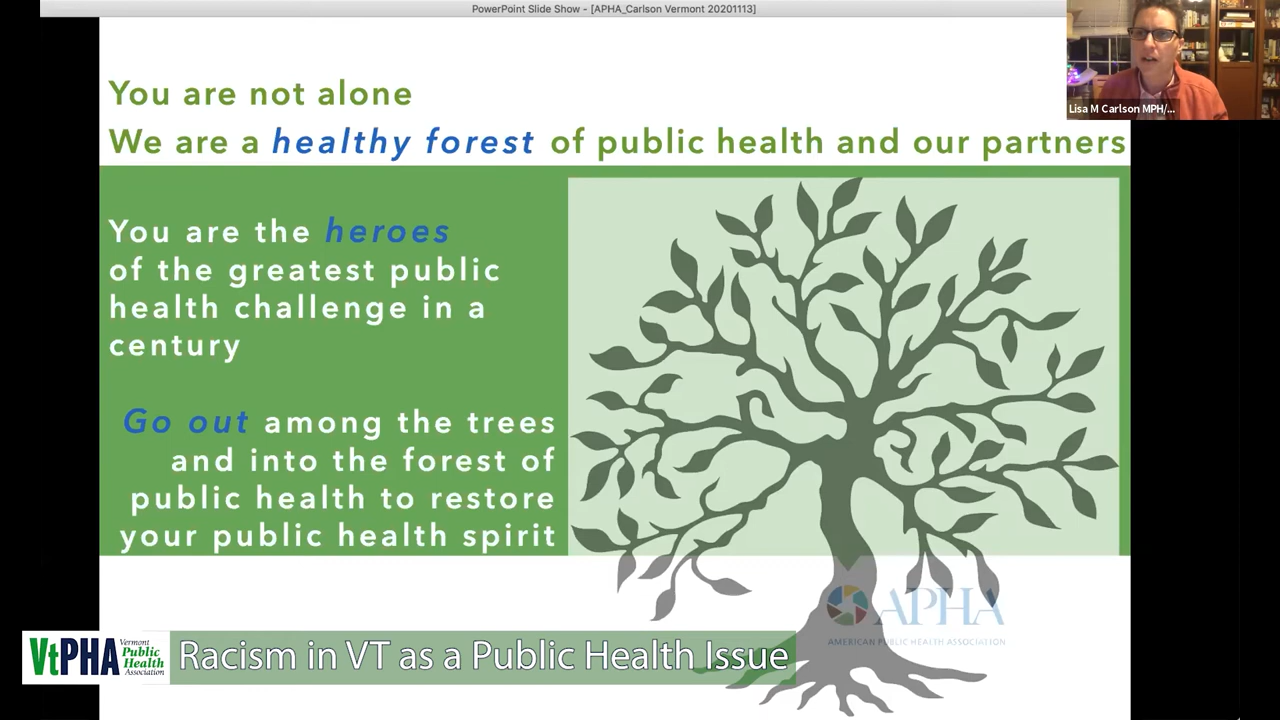 PowerPoint Slide Show - [APHA_Carlson Vermont 20201113]
Lisa M Carlson MPH/...
You are not alone
We are a healthy forest of public health and our partners
You are the heroes
of the greatest public
health challenge in a
century
Go out among the trees
and into the forest of
public health to restore
your public health spirit
APHA
AMERICAN PUBLIC HEALTH ASSOCIATION
VtPHA
Vermont
Public
Health
Association
Racism in VT as a Public Health Issue